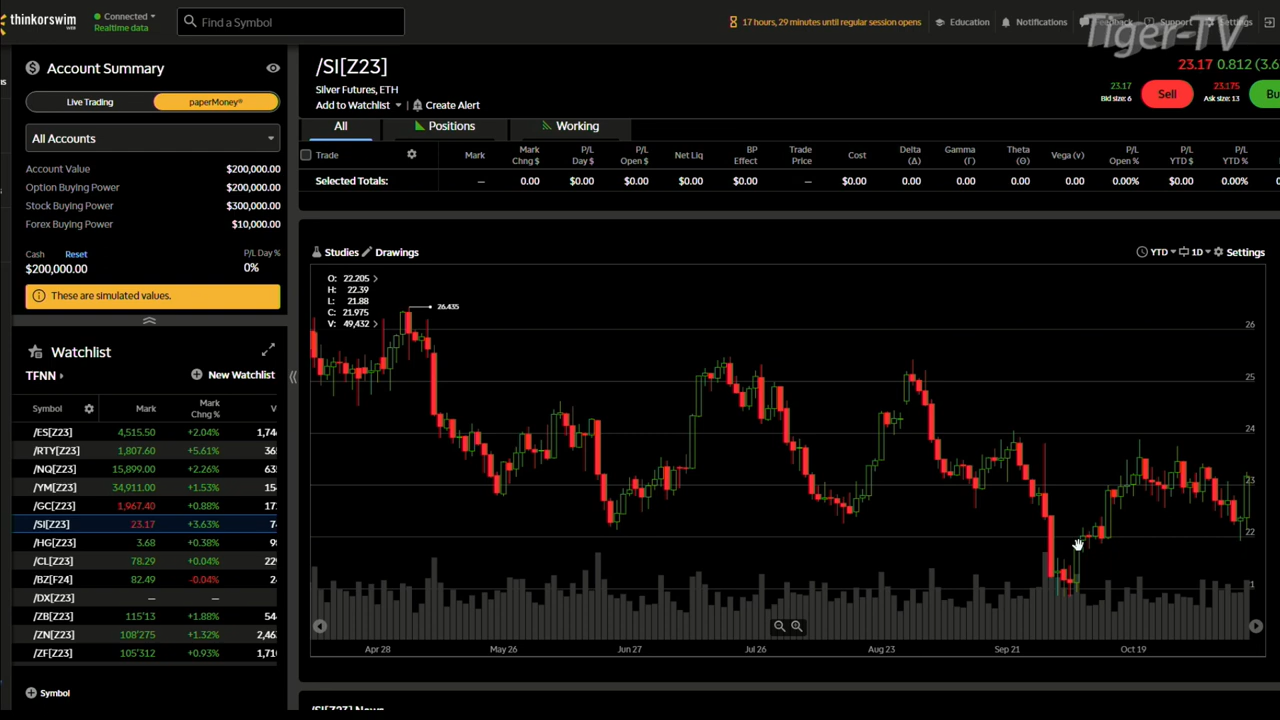 thinkorswim WEB
Connected
Realtime data
Find a Symbol
17 hours, 29 minutes until regular session opens
Education
Notifications
Feedback
Support
Settings
Tiger-TV
Account Summary
Live Trading
paperMoney®
All Accounts
Account Value $200,000.00
Option Buying Power $200,000.00
Stock Buying Power $300,000.00
Forex Buying Power $10,000.00
Cash Reset P/L Day %
$200,000.00 0%
These are simulated values.
Watchlist
TFNN New Watchlist
Symbol Mark Mark Chng % V
/ES[Z23] 4,515.50 +2.04% 1,74
/RTY[Z23] 1,807.60 +5.61% 36
/NQ[Z23] 15,899.00 +2.26% 63
/YM[Z23] 34,911.00 +1.53% 15
/GC[Z23] 1,967.40 +0.88% 17
/SI[Z23] 23.17 +3.63% 7
/HG[Z23] 3.68 +0.38% 9
/CL[Z23] 78.29 +0.04% 22
/BZ[F24] 82.49 -0.04% 2
/DX[Z23] — —
/ZB[Z23] 115'13 +1.88% 54
/ZN[Z23] 108'275 +1.32% 2,46
/ZF[Z23] 105'312 +0.93% 1,71
Symbol
/SI[Z23]
Silver Futures, ETH
Add to Watchlist Create Alert
23.17 0.812 (3.6
23.17 Bid size: 6
Sell
23.175 Ask size: 13
Bu
All Positions Working
Trade Mark Mark Chng $ P/L Day $ P/L Open $ Net Liq BP Effect Trade Price Cost Delta (Δ) Gamma (Γ) Theta (Θ) Vega (v) P/L Open % P/L YTD $ P/L YTD %
Selected Totals: — 0.00 $0.00 $0.00 $0.00 $0.00 — $0.00 0.00 0.00 0.00 0.00 0.00% $0.00 0.00%
Studies Drawings YTD 1D Settings
O: 22.205
H: 22.39
L: 21.88
C: 21.975
V: 49,432
26.435
26
25
24
23
22
1
Apr 28 May 26 Jun 27 Jul 26 Aug 23 Sep 21 Oct 19
/SI[Z23] News